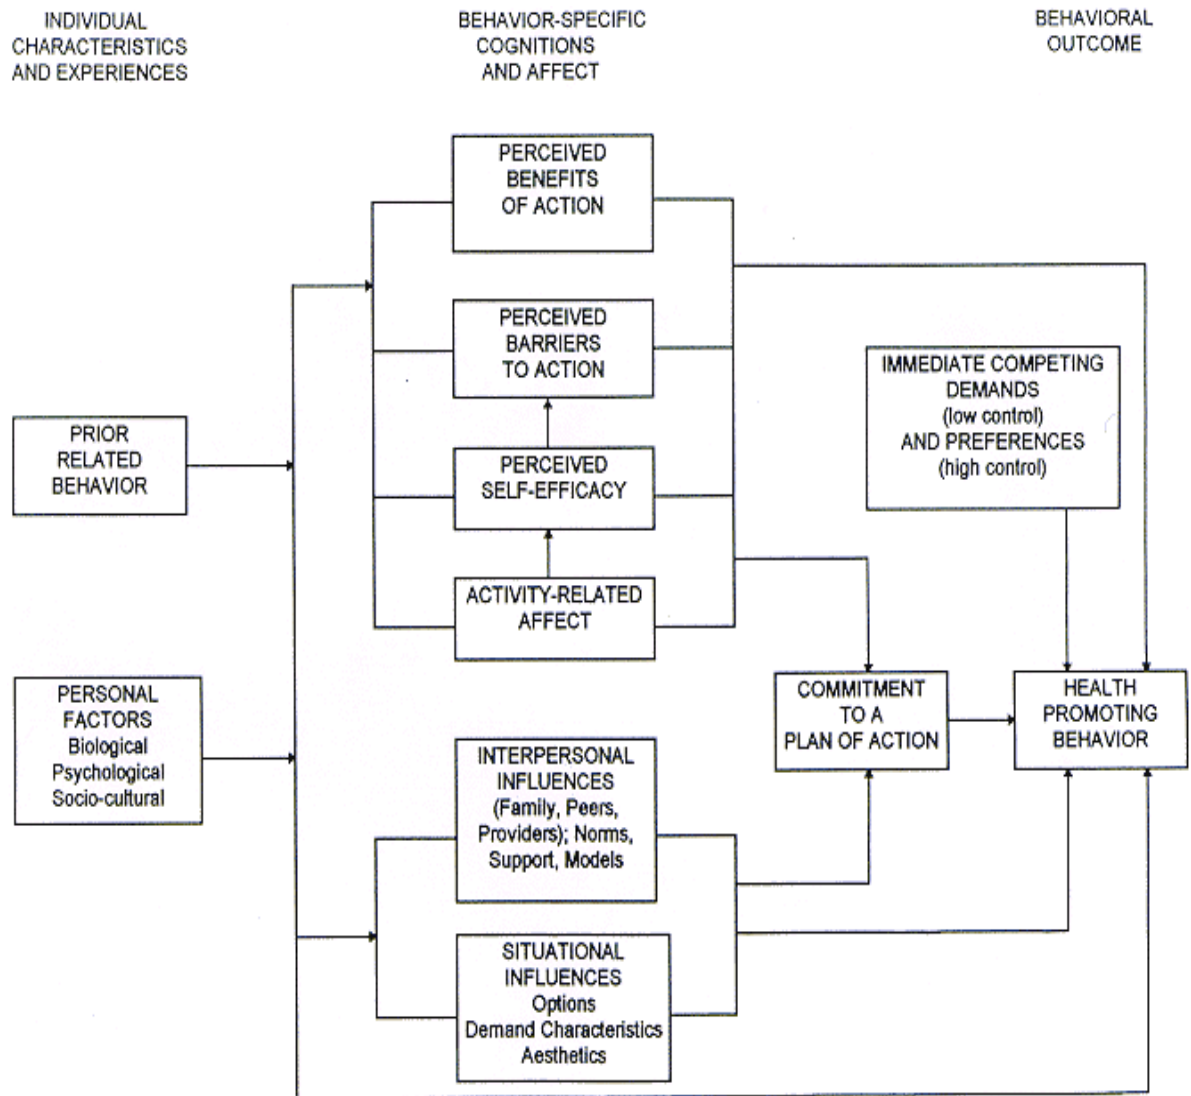 INDIVIDUAL
CHARACTERISTICS
AND EXPERIENCES
BEHAVIOR-SPECIFIC
COGNITIONS
AND AFFECT
BEHAVIORAL
OUTCOME
PERCEIVED
BENEFITS
OF ACTION
PERCEIVED
BARRIERS
TO ACTION
IMMEDIATE COMPETING
DEMANDS
(low control)
AND PREFERENCES
(high control)
PRIOR
RELATED
BEHAVIOR
PERCEIVED
SELF-EFFICACY
ACTIVITY-RELATED
AFFECT
PERSONAL
FACTORS
Biological
Psychological
Socio-cultural
COMMITMENT
TO A
PLAN OF ACTION
HEALTH
PROMOTING
BEHAVIOR
INTERPERSONAL
INFLUENCES
(Family, Peers,
Providers); Norms,
Support, Models
SITUATIONAL
INFLUENCES
Options
Demand Characteristics
Aesthetics